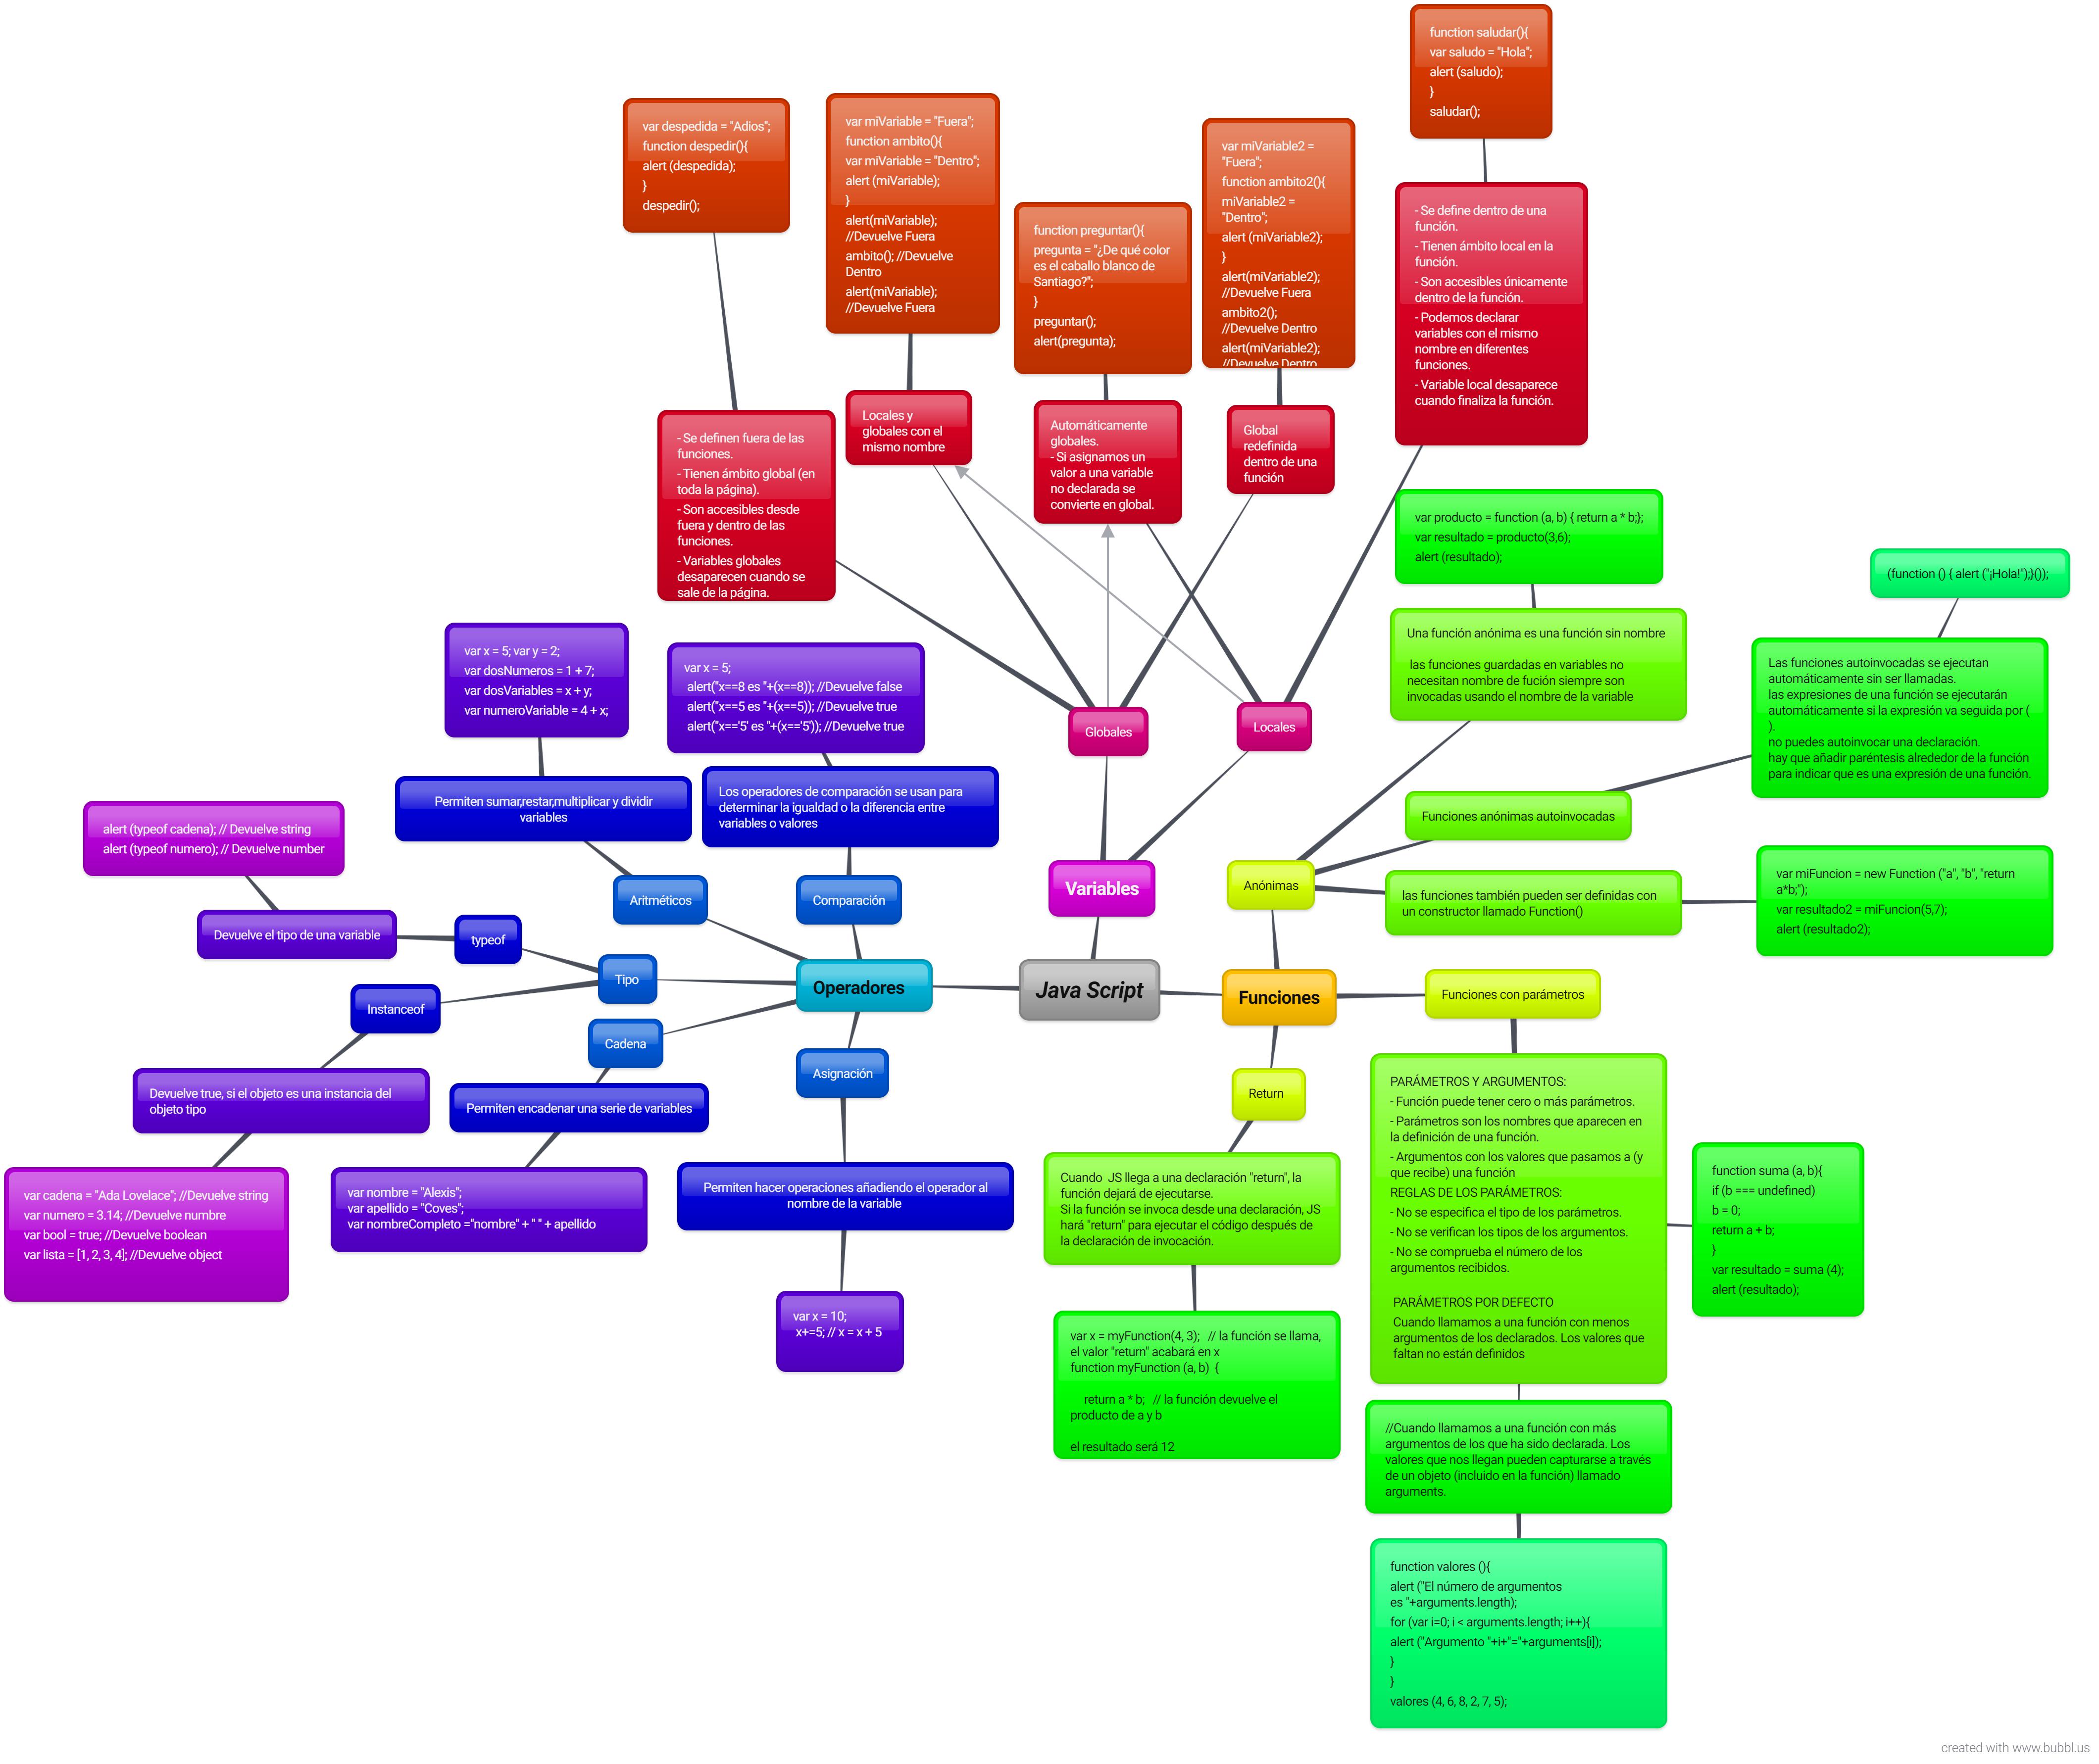 function saludar(){
var saludo = "Hola";
alert (saludo);
}
saludar();
var despedida = "Adios";
function despedir(){
alert (despedida);
}
despedir();
var miVariable = "Fuera";
function ambito(){
var miVariable = "Dentro";
alert (miVariable);
}
alert(miVariable);
//Devuelve Fuera
ambito(); //Devuelve
Dentro
alert(miVariable);
//Devuelve Fuera
function preguntar(){
pregunta = "¿De qué color
es el caballo blanco de
Santiago?";
}
preguntar();
alert(pregunta);
var miVariable2 =
"Fuera";
function ambito2(){
miVariable2 =
"Dentro";
alert (miVariable2);
}
alert(miVariable2);
//Devuelve Fuera
ambito2();
//Devuelve Dentro
alert(miVariable2);
//Devuelve Dentro
- Se define dentro de una
función.
- Tienen ámbito local en la
función.
- Son accesibles únicamente
dentro de la función.
- Podemos declarar
variables con el mismo
nombre en diferentes
funciones.
- Variable local desaparece
cuando finaliza la función.
- Se definen fuera de las
funciones.
- Tienen ámbito global (en
toda la página).
- Son accesibles desde
fuera y dentro de las
funciones.
- Variables globales
desaparecen cuando se
sale de la página.
Locales y
globales con el
mismo nombre
Automáticamente
globales.
- Si asignamos un
valor a una variable
no declarada se
convierte en global.
Global
redefinida
dentro de una
función
var producto = function (a, b) { return a * b;};
var resultado = producto(3,6);
alert (resultado);
(function () { alert ("¡Hola!");}());
Una función anónima es una función sin nombre
las funciones guardadas en variables no
necesitan nombre de fución siempre son
invocadas usando el nombre de la variable
Las funciones autoinvocadas se ejecutan
automáticamente sin ser llamadas.
las expresiones de una función se ejecutarán
automáticamente si la expresión va seguida por (
).
no puedes autoinvocar una declaración.
hay que añadir paréntesis alrededor de la función
para indicar que es una expresión de una función.
var x = 5; var y = 2;
var dosNumeros = 1 + 7;
var dosVariables = x + y;
var numeroVariable = 4 + x;
var x = 5;
alert("x==8 es "+(x==8)); //Devuelve false
alert("x==5 es "+(x==5)); //Devuelve true
alert("x=='5' es "+(x=='5')); //Devuelve true
Globales
Locales
Permiten sumar,restar,multiplicar y dividir
variables
Los operadores de comparación se usan para
determinar la igualdad o la diferencia entre
variables o valores
Funciones anónimas autoinvocadas
alert (typeof cadena); // Devuelve string
alert (typeof numero); // Devuelve number
Aritméticos
Comparación
Variables
Anónimas
las funciones también pueden ser definidas con
un constructor llamado Function()
var miFuncion = new Function ("a", "b", "return
a*b;");
var resultado2 = miFuncion(5,7);
alert (resultado2);
Devuelve el tipo de una variable
typeof
Tipo
Operadores
Java Script
Funciones
Funciones con parámetros
Instanceof
Cadena
Asignación
Return
Devuelve true, si el objeto es una instancia del
objeto tipo
Permiten encadenar una serie de variables
PARÁMETROS Y ARGUMENTOS:
- Función puede tener cero o más parámetros.
- Parámetros son los nombres que aparecen en
la definición de una función.
- Argumentos con los valores que pasamos a (y
que recibe) una función
REGLAS DE LOS PARÁMETROS:
- No se especifica el tipo de los parámetros.
- No se verifican los tipos de los argumentos.
- No se comprueba el número de los
argumentos recibidos.
PARÁMETROS POR DEFECTO
Cuando llamamos a una función con menos
argumentos de los declarados. Los valores que
faltan no están definidos
function suma (a, b){
if (b === undefined)
b = 0;
return a + b;
}
var resultado = suma (4);
alert (resultado);
var cadena = "Ada Lovelace"; //Devuelve string
var numero = 3.14; //Devuelve numbre
var bool = true; //Devuelve boolean
var lista = [1, 2, 3, 4]; //Devuelve object
var nombre = "Alexis";
var apellido = "Coves";
var nombreCompleto ="nombre" + " " + apellido
Permiten hacer operaciones añadiendo el operador al
nombre de la variable
Cuando  JS llega a una declaración "return", la
función dejará de ejecutarse.
Si la función se invoca desde una declaración, JS
hará "return" para ejecutar el código después de
la declaración de invocación.
var x = 10;
x+=5; // x = x + 5
var x = myFunction(4, 3);   // la función se llama,
el valor "return" acabará en x
function myFunction (a, b)  {
return a * b;   // la función devuelve el
producto de a y b
el resultado será 12
//Cuando llamamos a una función con más
argumentos de los que ha sido declarada. Los
valores que nos llegan pueden capturarse a través
de un objeto (incluido en la función) llamado
arguments.
function valores (){
alert ("El número de argumentos
es "+arguments.length);
for (var i=0; i < arguments.length; i++){
alert ("Argumento "+i+"="+arguments[i]);
}
}
valores (4, 6, 8, 2, 7, 5);
created with www.bubbl.us